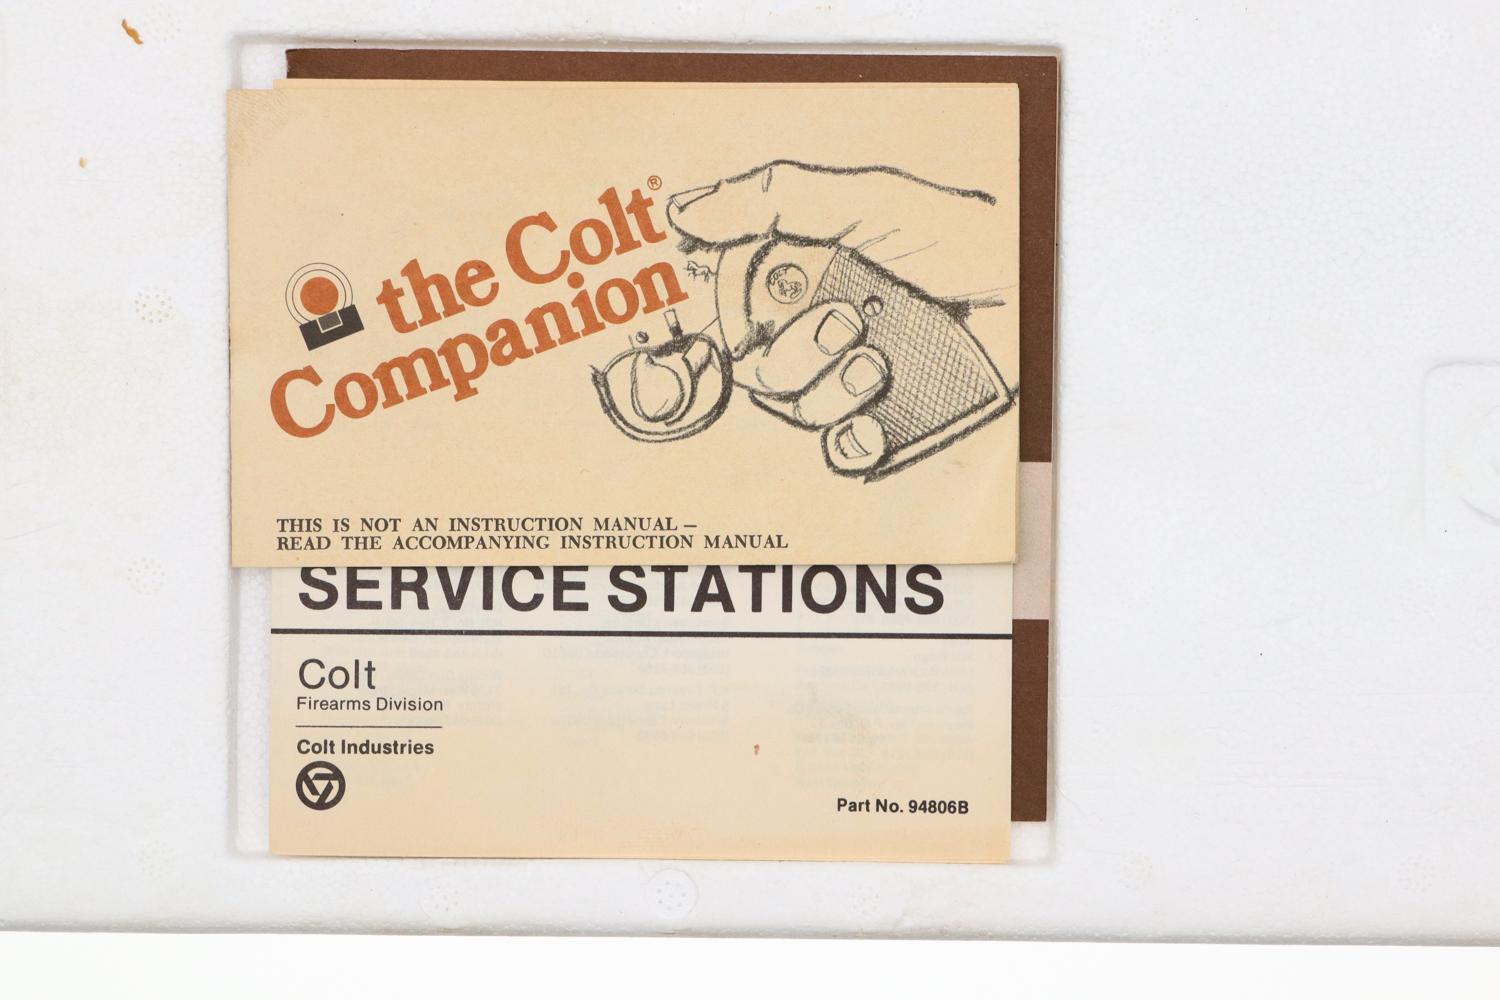 the Colt®
Companion
THIS IS NOT AN INSTRUCTION MANUAL –
READ THE ACCOMPANYING INSTRUCTION MANUAL
SERVICE STATIONS
Colt
Firearms Division
Colt Industries
Part No. 94806B